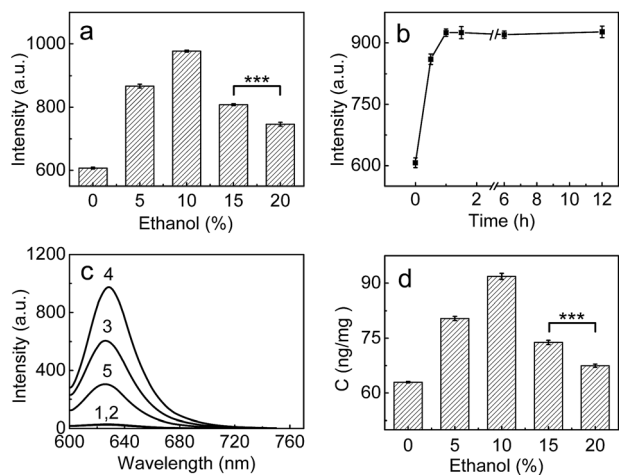 a
Intensity (a.u.)
1000
800
600
***
0 5 10 15 20
Ethanol (%)
b
Intensity (a.u.)
900
750
600
0 2 6 8 10 12
Time (h)
c
Intensity (a.u.)
1200
800
400
0
4
3
5
1,2
600 640 680 720 760
Wavelength (nm)
d
C (ng/mg)
90
75
60
***
0 5 10 15 20
Ethanol (%)